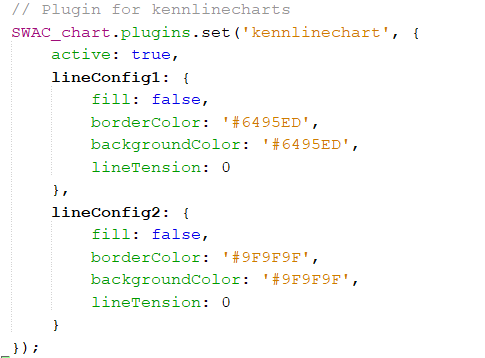 // Plugin for kennlinecharts
SWAC_chart.plugins.set('kennlinechart', {
    active: true,
    lineConfig1: {
        fill: false,
        borderColor: '#6495ED',
        backgroundColor: '#6495ED',
        lineTension: 0
    },
    lineConfig2: {
        fill: false,
        borderColor: '#9F9F9F',
        backgroundColor: '#9F9F9F',
        lineTension: 0
    }
});